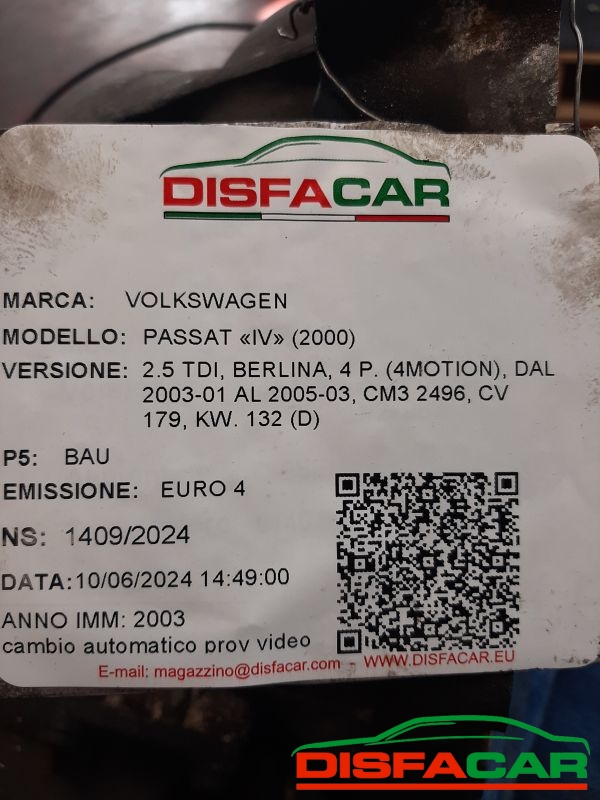 DISFACAR
MARCA: VOLKSWAGEN
MODELLO: PASSAT «IV» (2000)
VERSIONE: 2.5 TDI, BERLINA, 4 P. (4MOTION), DAL
2003-01 AL 2005-03, CM3 2496, CV
179, KW. 132 (D)
P5: BAU
EMISSIONE: EURO 4
NS: 1409/2024
DATA:10/06/2024 14:49:00
ANNO IMM: 2003
cambio automatico prov video
E-mail: magazzino@disfacar.com - WWW.DISFACAR.EU
DISFACAR